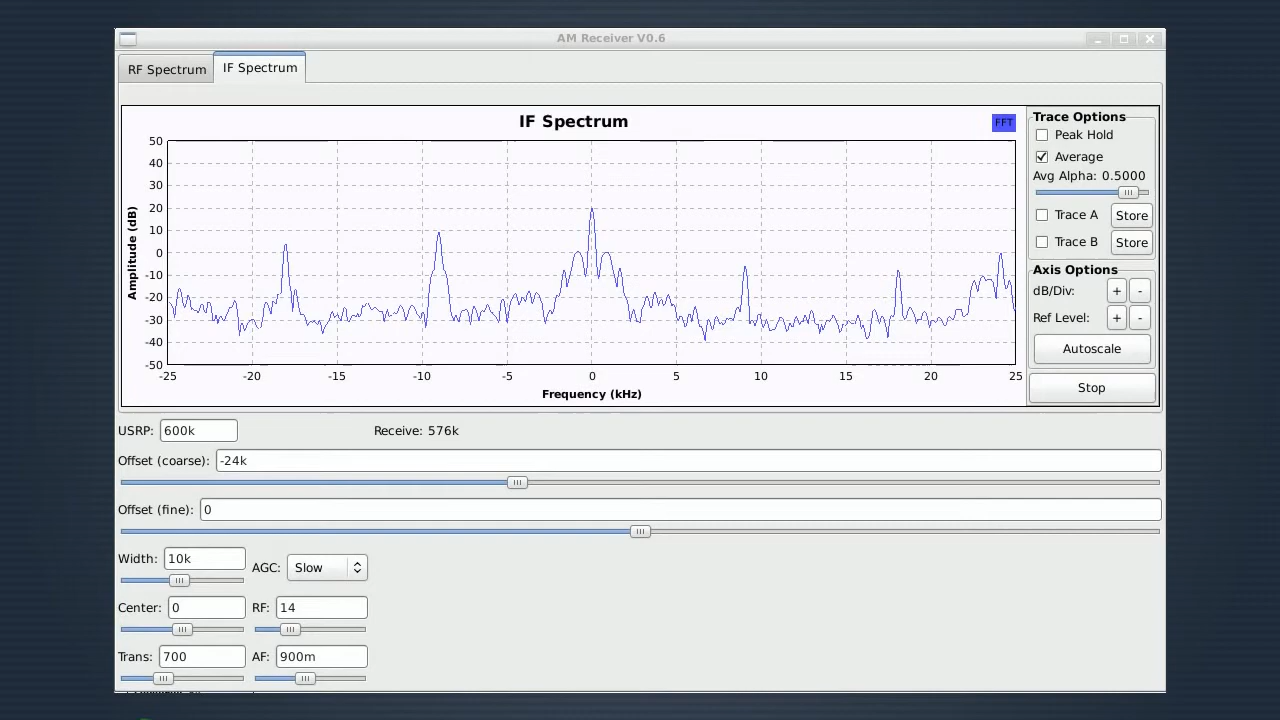 AM Receiver V0.6
RF Spectrum
IF Spectrum
IF Spectrum
FFT
50
40
30
20
10
0
-10
-20
-30
-40
-50
Amplitude (dB)
-25 -20 -15 -10 -5 0 5 10 15 20 25
Frequency (kHz)
Trace Options
Peak Hold
Average
Avg Alpha: 0.5000
Trace A Store
Trace B Store
Axis Options
dB/Div: + -
Ref Level: + -
Autoscale
Stop
USRP: 600k Receive: 576k
Offset (coarse): -24k
Offset (fine): 0
Width: 10k AGC: Slow
Center: 0 RF: 14
Trans: 700 AF: 900m